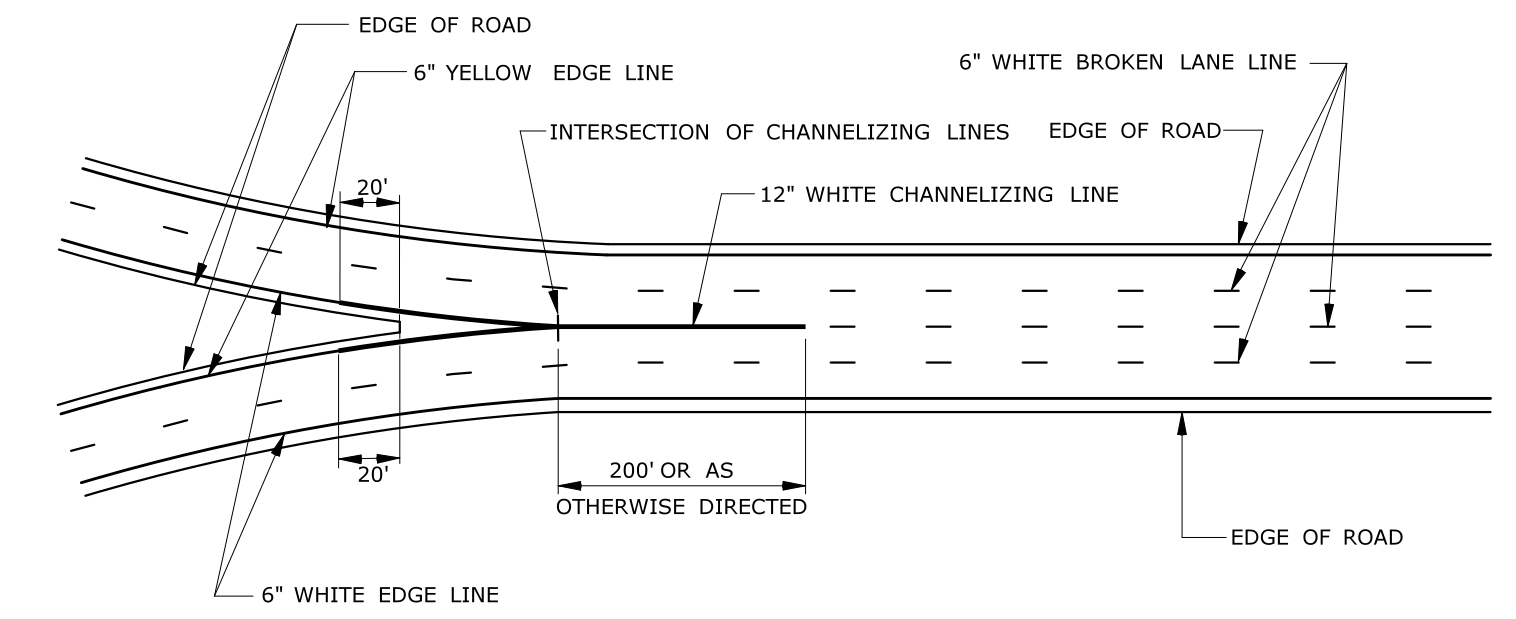 EDGE OF ROAD
6" YELLOW EDGE LINE
6" WHITE BROKEN LANE LINE
INTERSECTION OF CHANNELIZING LINES
EDGE OF ROAD
20'
12" WHITE CHANNELIZING LINE
20'
200' OR AS
OTHERWISE DIRECTED
EDGE OF ROAD
6" WHITE EDGE LINE